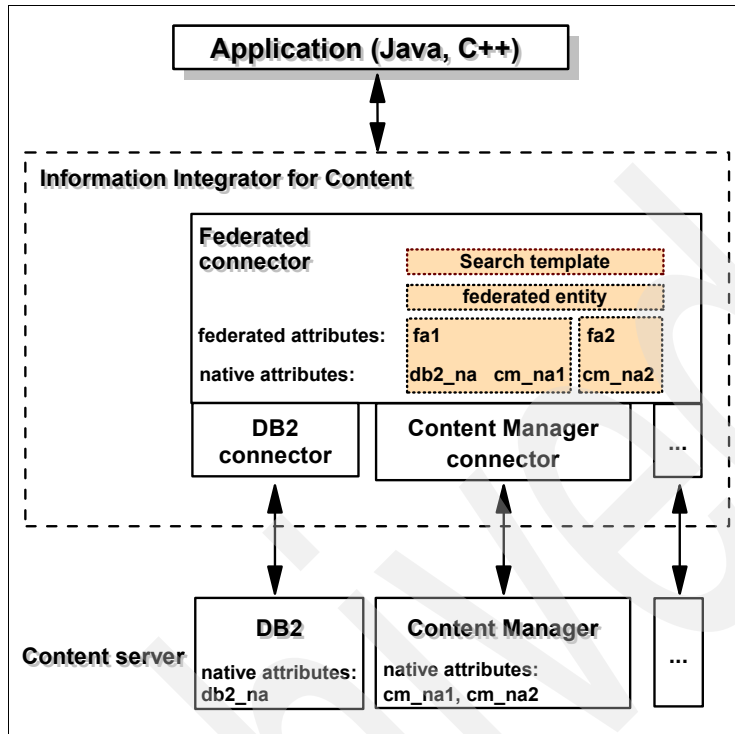 Application (Java, C++)
Information Integrator for Content
Federated
connector
Search template
federated entity
federated attributes: fa1 fa2
native attributes: db2_na cm_na1 cm_na2
DB2
connector
Content Manager
connector
...
Content server
DB2
native attributes:
db2_na
Content Manager
native attributes:
cm_na1, cm_na2
...